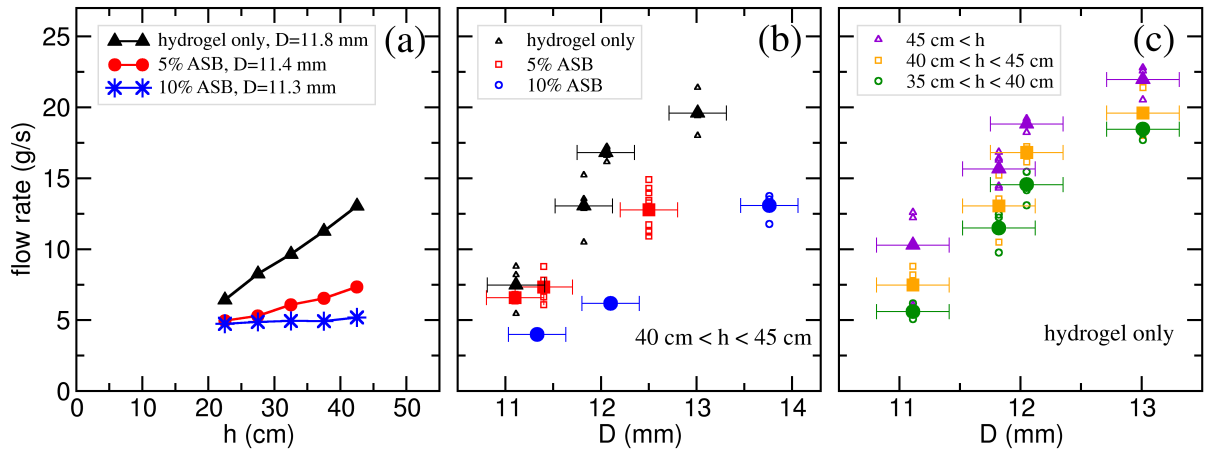 25
20
15
10
5
0
flow rate (g/s)
hydrogel only, D=11.8 mm
5% ASB, D=11.4 mm
10% ASB, D=11.3 mm
(a)
0 10 20 30 40 50
h (cm)
hydrogel only
5% ASB
10% ASB
(b)
40 cm < h < 45 cm
11 12 13 14
D (mm)
45 cm < h
40 cm < h < 45 cm
35 cm < h < 40 cm
(c)
hydrogel only
11 12 13
D (mm)